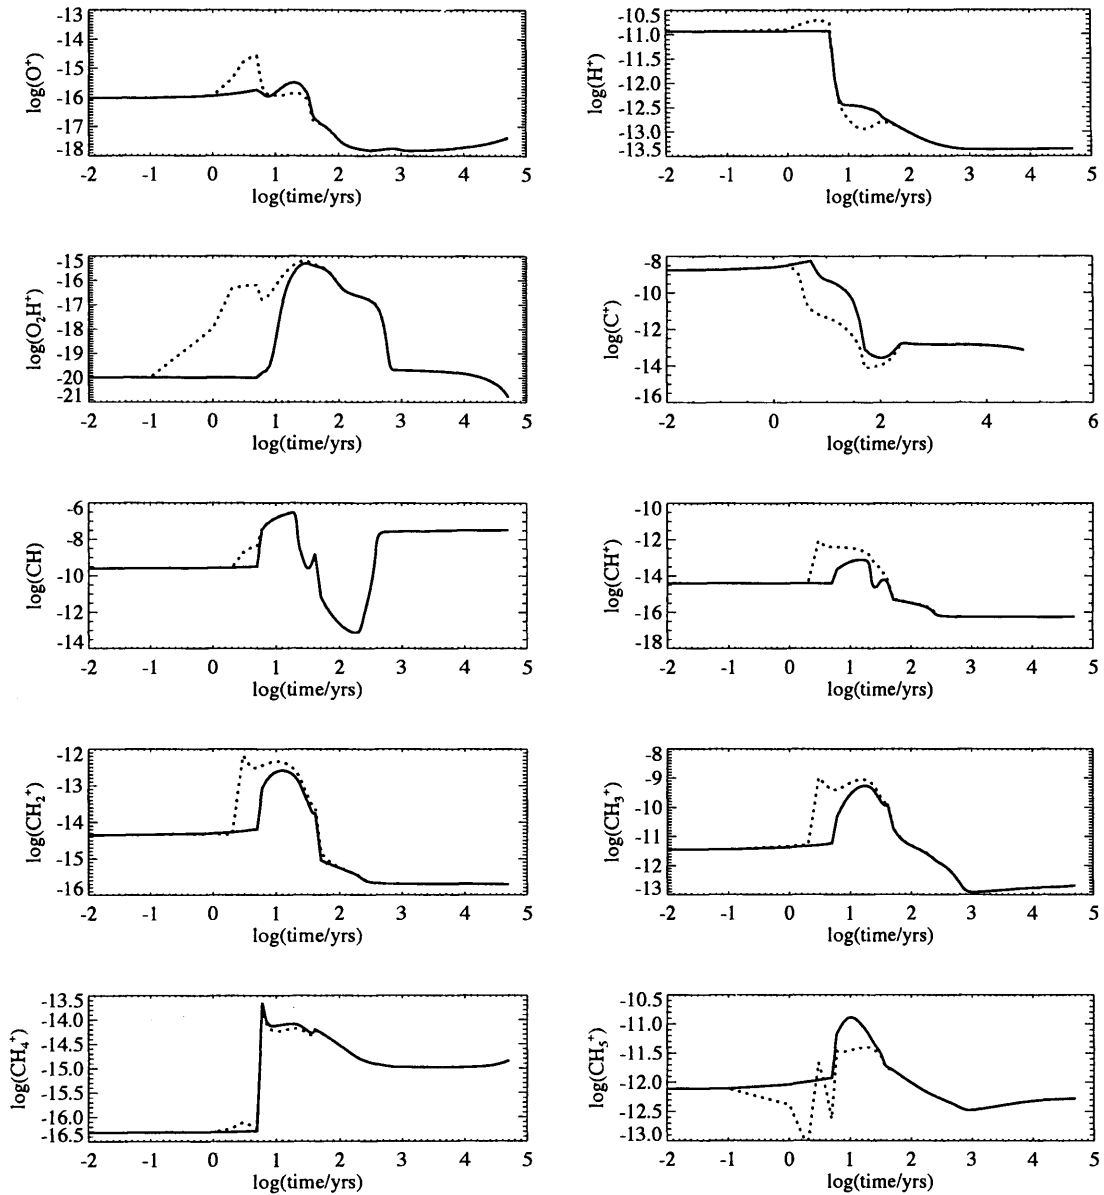 -13
-14
-15
-16
-17
-18
log(O⁺)
-2 -1 0 1 2 3 4 5
log(time/yrs)
-10.5
-11.0
-11.5
-12.0
-12.5
-13.0
-13.5
log(H⁺)
-2 -1 0 1 2 3 4 5
log(time/yrs)
-15
-16
-17
-18
-19
-20
-21
log(O₂H⁺)
-2 -1 0 1 2 3 4 5
log(time/yrs)
-8
-10
-12
-14
-16
log(C⁺)
-2 0 2 4 6
log(time/yrs)
-6
-8
-10
-12
-14
log(CH)
-2 -1 0 1 2 3 4 5
log(time/yrs)
-10
-12
-14
-16
-18
log(CH⁺)
-2 -1 0 1 2 3 4 5
log(time/yrs)
-12
-13
-14
-15
-16
log(CH₂⁺)
-2 -1 0 1 2 3 4 5
log(time/yrs)
-8
-9
-10
-11
-12
-13
log(CH₃⁺)
-2 -1 0 1 2 3 4 5
log(time/yrs)
-13.5
-14.0
-14.5
-15.0
-15.5
-16.0
-16.5
log(CH₄⁺)
-2 -1 0 1 2 3 4 5
log(time/yrs)
-10.5
-11.0
-11.5
-12.0
-12.5
-13.0
log(CH₅⁺)
-2 -1 0 1 2 3 4 5
log(time/yrs)